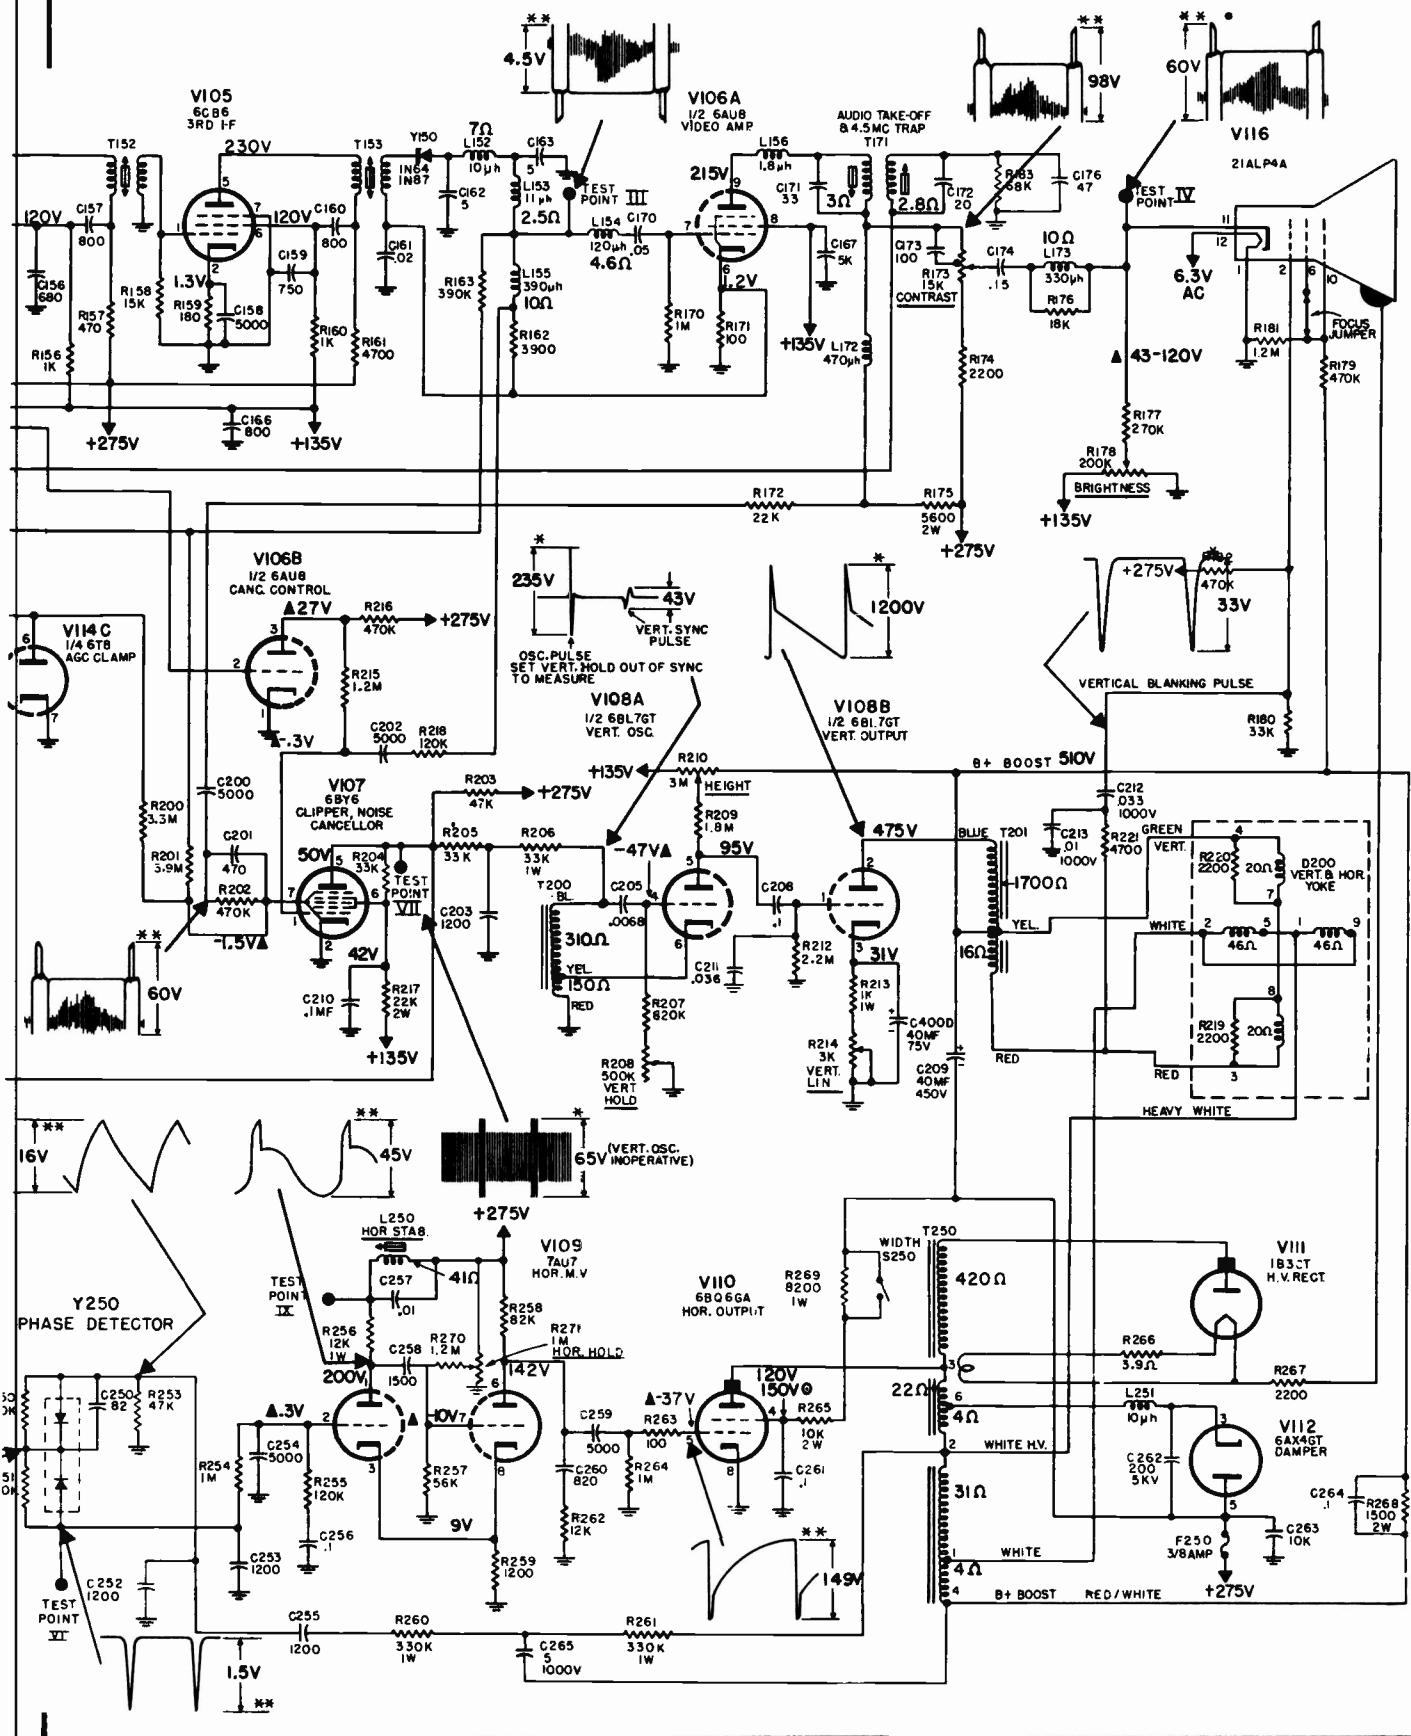 **
4.5V
V105
6CB6
3RD I-F
T152
230V
T153
Y150
IN64
IN87
7Ω
L152
10μh
C163
5
C162
5
L153
11μh
2.5Ω
TEST
POINT III
V106A
1/2 6AU8
VIDEO AMP.
215V
L156
1.8μh
AUDIO TAKE-OFF
& 4.5MC TRAP
T171
C171
33
3Ω
2.8Ω
C172
20
R183
68K
C176
47
**
98V
** •
60V
V116
21ALP4A
TEST
POINT IV
120V
C157
800
120V
C160
800
C156
680
R157
470
R158
15K
1.3V
R159
180
C158
5000
C159
750
R160
1K
R161
4700
C161
.02
R156
1K
C166
800
+275V
+135V
R163
390K
L154
120μh
4.6Ω
C170
.05
L155
390μh
10Ω
R162
3900
R170
1M
1.2V
R171
100
C167
5K
+135V
L172
470μh
C173
100
R173
15K
CONTRAST
C174
.15
10Ω
L173
330μh
R176
18K
R174
2200
6.3V
AC
R181
1.2M
FOCUS
JUMPER
R179
470K
▲ 43-120V
R177
270K
R178
200K
BRIGHTNESS
+135V
R172
22K
R175
5600
2W
+275V
V106B
1/2 6AU8
CANC. CONTROL
▲27V
R216
470K
+275V
R215
1.2M
▲-.3V
C202
5000
R218
120K
V114C
1/4 6T8
AGC CLAMP
*
235V
43V
VERT. SYNC
PULSE
OSC. PULSE
SET VERT. HOLD OUT OF SYNC
TO MEASURE
*
1200V
+275V
470K
33V
VERTICAL BLANKING PULSE
R180
33K
V108A
1/2 6BL7GT
VERT. OSC.
V108B
1/2 6BL7GT
VERT. OUTPUT
+135V
R210
3M
HEIGHT
B+ BOOST 510V
C200
5000
R200
3.3M
R201
3.9M
C201
470
R202
470K
-1.5V▲
V107
6BY6
CLIPPER, NOISE
CANCELLOR
50V
R204
33K
R203
47K
+275V
R205
33K
R206
33K
1W
TEST
POINT
VII
C203
1200
42V
C210
.1MF
R217
22K
2W
+135V
-47V▲
T200
BL.
310Ω
YEL.
150Ω
RED
C205
.0068
R209
1.8M
95V
R207
820K
R208
500K
VERT
HOLD
C208
.1
C211
.036
R212
2.2M
475V
31V
R213
1K
1W
R214
3K
VERT.
LIN
C400D
40MF
75V
C209
40MF
450V
BLUE
T201
1700Ω
YEL.
16Ω
RED
C212
.033
1000V
C213
.01
1000V
R221
4700
GREEN
VERT.
R220
2200
20Ω
D200
VERT. & HOR.
YOKE
WHITE
46Ω
46Ω
R219
2200
20Ω
RED
HEAVY WHITE
**
60V
**
16V
**
45V
*
65V
(VERT. OSC.
INOPERATIVE)
+275V
L250
HOR STAB.
41Ω
C257
.01
TEST
POINT
IX
V109
7AU7
HOR. M.V
R258
82K
R256
12K
1W
C258
1500
R270
1.2M
R271
1M
HOR. HOLD
200V
142V
V110
6BQ6GA
HOR. OUTPUT
R269
8200
1W
WIDTH
S250
T250
420Ω
V111
1B3GT
H.V. RECT.
R266
3.9Ω
R267
2200
Y250
PHASE DETECTOR
C250
82
R253
47K
▲.3V
C254
5000
R254
1M
R255
120K
C256
.1
C253
1200
C252
1200
TEST
POINT
VI
▲
-10V
R257
56K
9V
R259
1200
C259
5000
C260
820
R262
12K
R264
1M
R263
100
▲-37V
120V
150V⊙
R265
10K
2W
C261
.1
22Ω
4Ω
L251
10μh
WHITE H.V.
31Ω
C262
200
5KV
V112
6AX4GT
DAMPER
C264
.1
R268
1500
2W
F250
3/8AMP
C263
10K
+275V
WHITE
4Ω
B+ BOOST RED/WHITE
**
149V
C255
1200
R260
330K
1W
C265
5
1000V
R261
330K
1W
1.5V
**